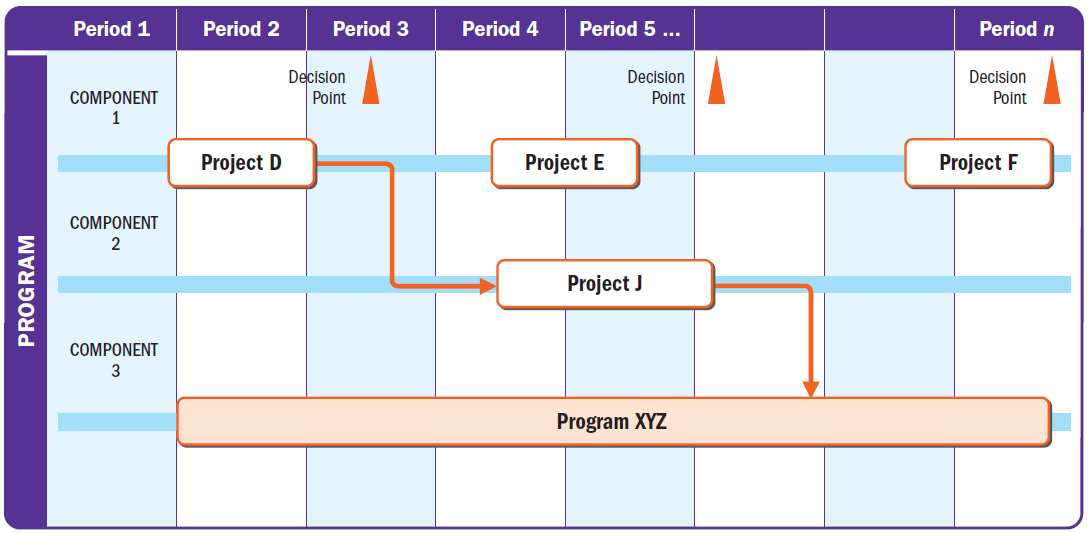 Period 1
Period 2
Period 3
Period 4
Period 5 ...
Period n
PROGRAM
Decision
Point
Decision
Point
Decision
Point
COMPONENT
1
Project D
Project E
Project F
COMPONENT
2
Project J
COMPONENT
3
Program XYZ